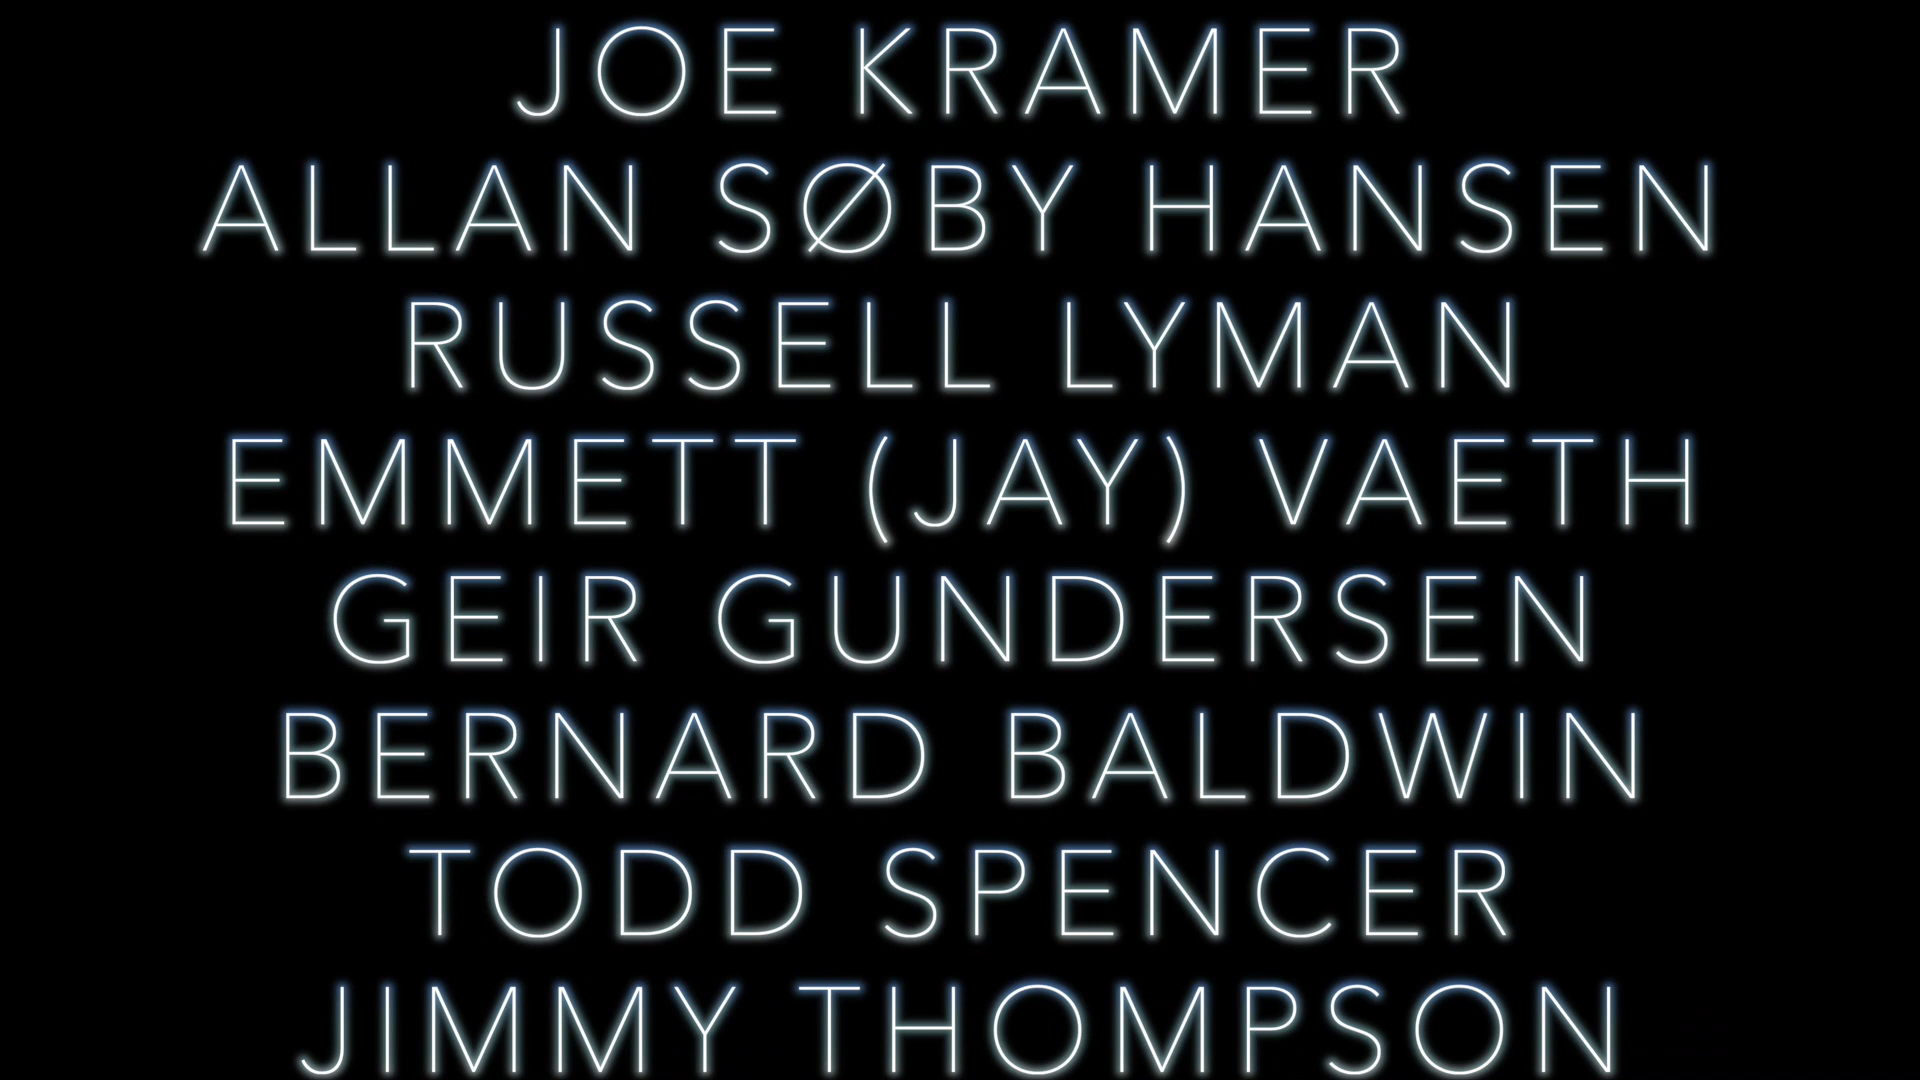 JOE KRAMER
ALLAN SØBY HANSEN
RUSSELL LYMAN
EMMETT (JAY) VAETH
GEIR GUNDERSEN
BERNARD BALDWIN
TODD SPENCER
JIMMY THOMPSON